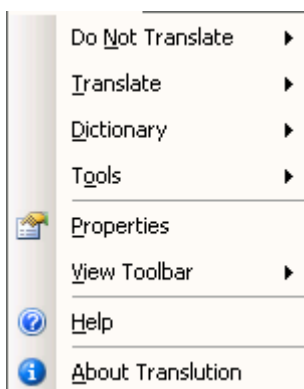 Do Not Translate
Translate
Dictionary
Tools
Properties
View Toolbar
Help
About Translution